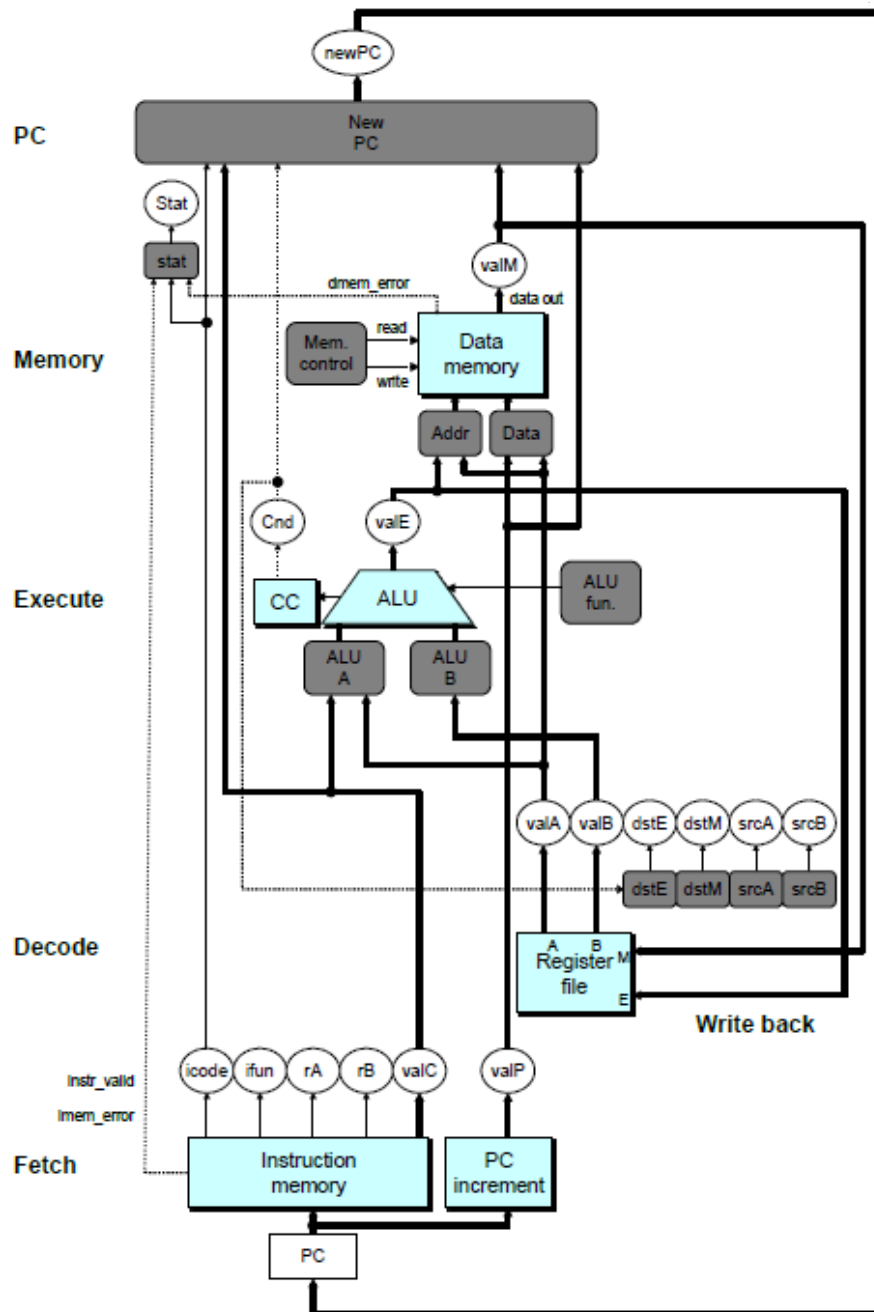 newPC
PC
New
PC
Stat
stat
valM
dmem_error
data out
Memory
Mem.
control
read
write
Data
memory
Addr
Data
Cnd
valE
Execute
CC
ALU
ALU
fun.
ALU
A
ALU
B
valA
valB
dstE
dstM
srcA
srcB
dstE
dstM
srcA
srcB
Decode
A
B
M
Register
file
E
Write back
icode
ifun
rA
rB
valC
valP
Instr_valid
Imem_error
Fetch
Instruction
memory
PC
increment
PC